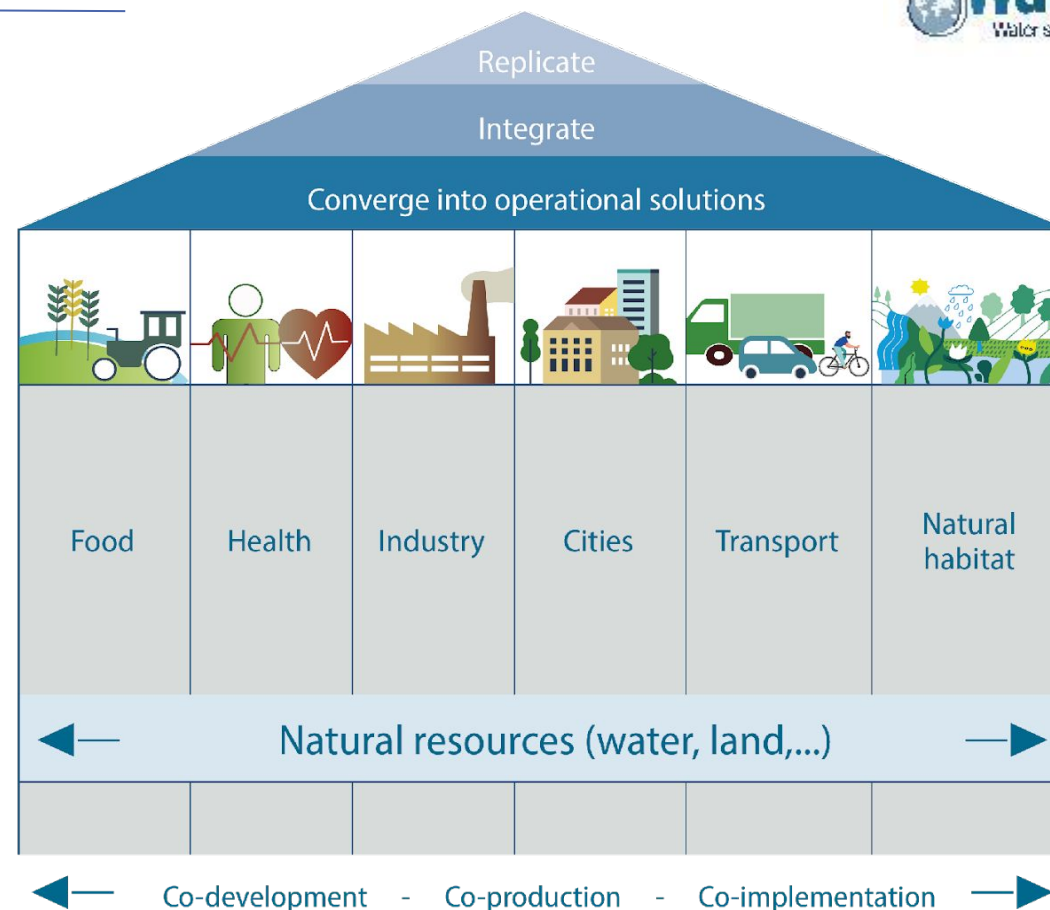 Water s
Replicate
Integrate
Converge into operational solutions
Food
Health
Industry
Cities
Transport
Natural
habitat
Natural resources (water, land,...)
Co-development - Co-production - Co-implementation